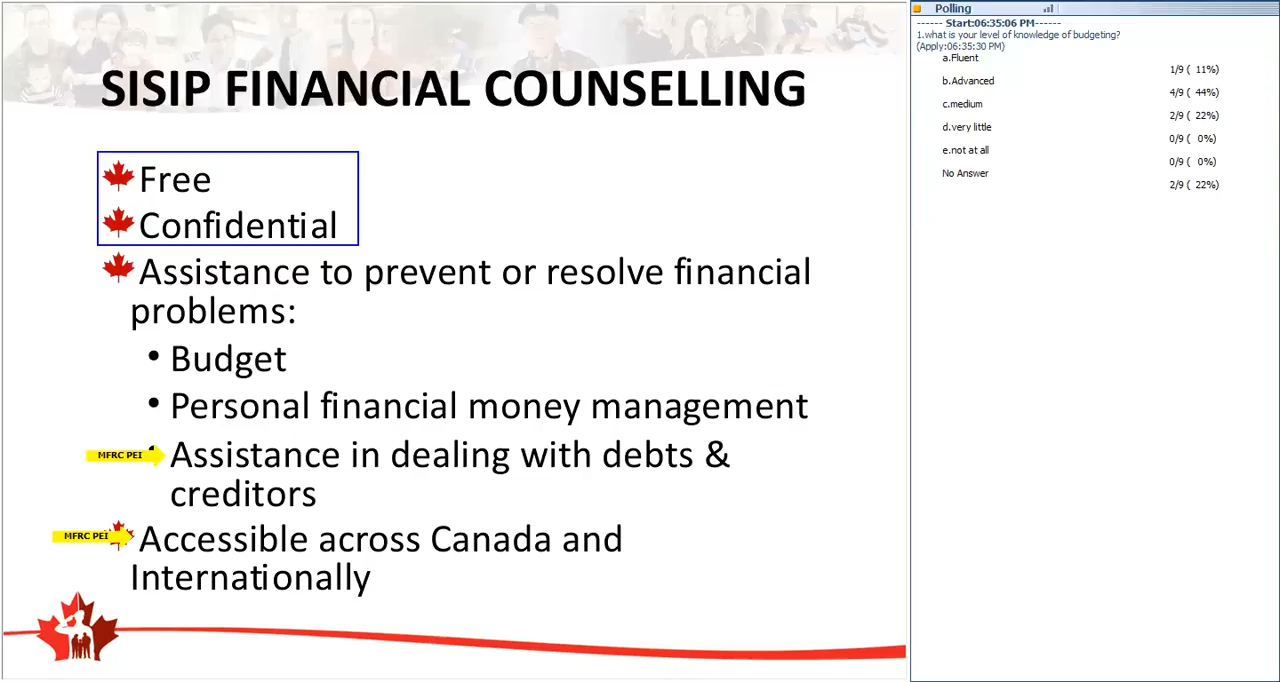 SISIP FINANCIAL COUNSELLING
Free
Confidential
Assistance to prevent or resolve financial
problems:
• Budget
• Personal financial money management
MFRC PEI
Assistance in dealing with debts &
creditors
MFRC PEI
Accessible across Canada and
Internationally
Polling
------ Start:06:35:06 PM------
1.what is your level of knowledge of budgeting?
(Apply:06:35:30 PM)
a.Fluent
1/9 ( 11%)
b.Advanced
4/9 ( 44%)
c.medium
2/9 ( 22%)
d.very little
0/9 ( 0%)
e.not at all
0/9 ( 0%)
No Answer
2/9 ( 22%)